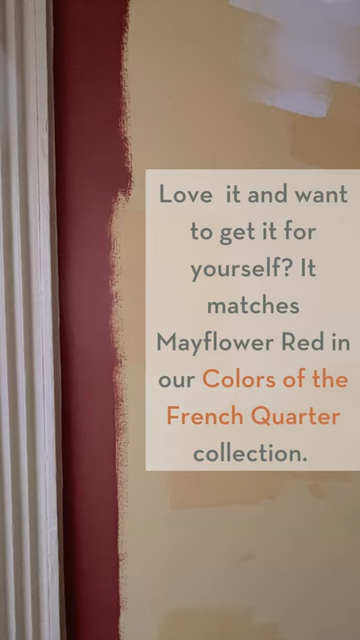 Love  it and want
to get it for
yourself? It
matches
Mayflower Red in
our Colors of the
French Quarter
collection.